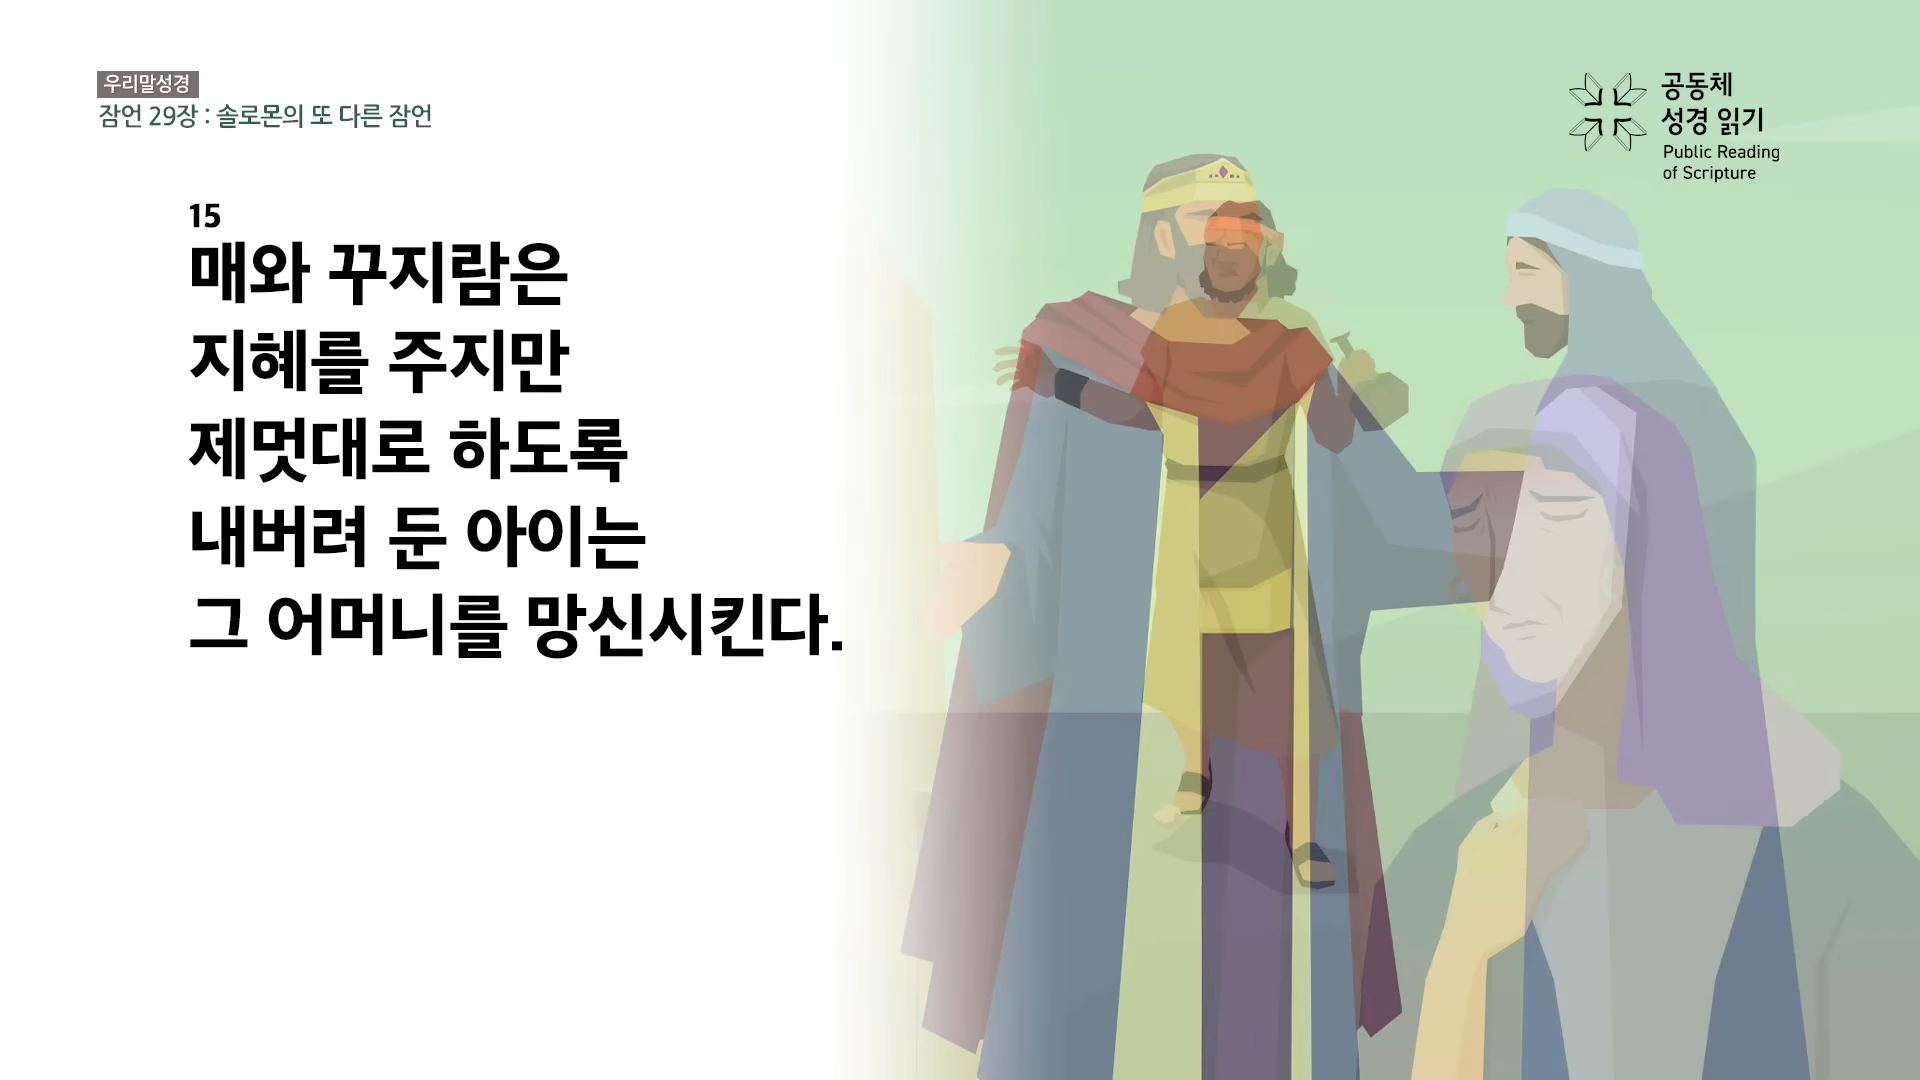 우리말성경
잠언 29장 : 솔로몬의 또 다른 잠언
공동체
성경 읽기
Public Reading
of Scripture
15
매와 꾸지람은
지혜를 주지만
제멋대로 하도록
내버려 둔 아이는
그 어머니를 망신시킨다.